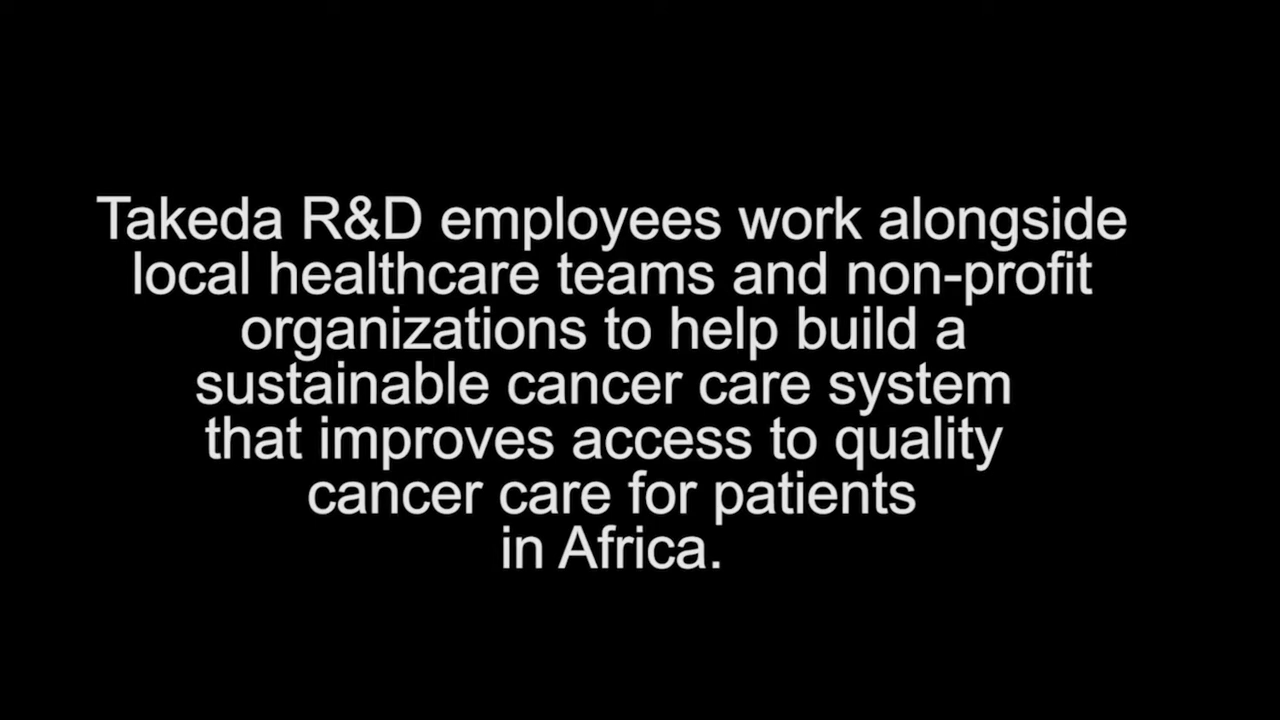 Takeda R&D employees work alongside
local healthcare teams and non-profit
organizations to help build a
sustainable cancer care system
that improves access to quality
cancer care for patients
in Africa.